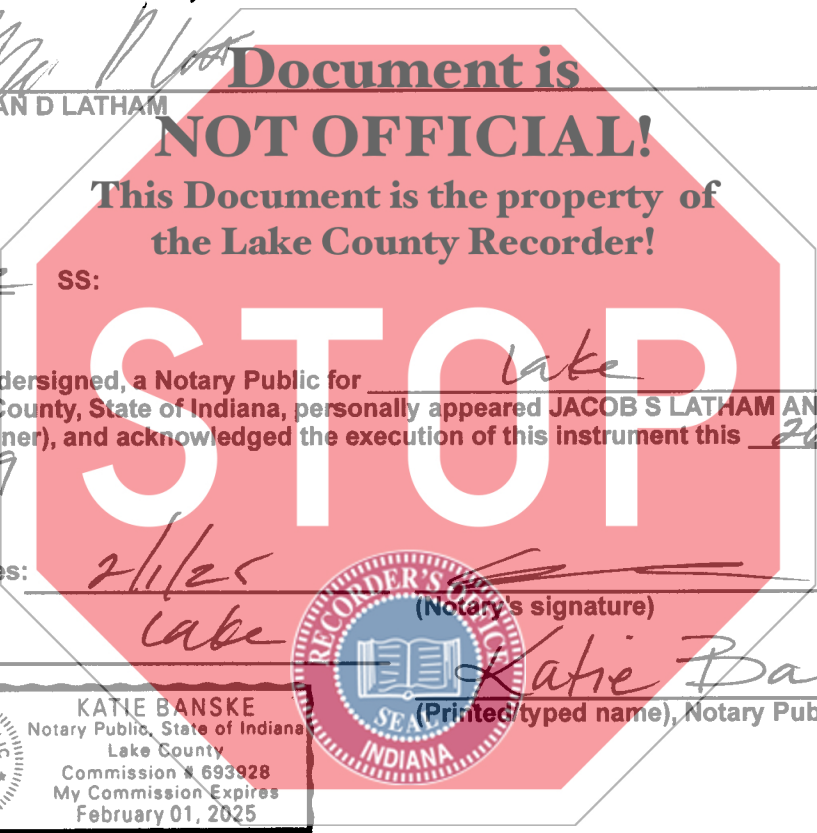 Document is
AN D LATHAM
NOT OFFICIAL!
This Document is the property of
the Lake County Recorder!
SS:
STOP
dersigned, a Notary Public for Lake
County, State of Indiana, personally appeared JACOB S LATHAM AN
ner), and acknowledged the execution of this instrument this
es: 2/1/25
Lake
(Notary's signature)
Katie Ba
(Printed/typed name), Notary Pub
RECORDER'S OFFICE
SEAL
INDIANA
KATIE BANSKE
Notary Public, State of Indiana
Lake County
Commission # 693928
My Commission Expires
February 01, 2025